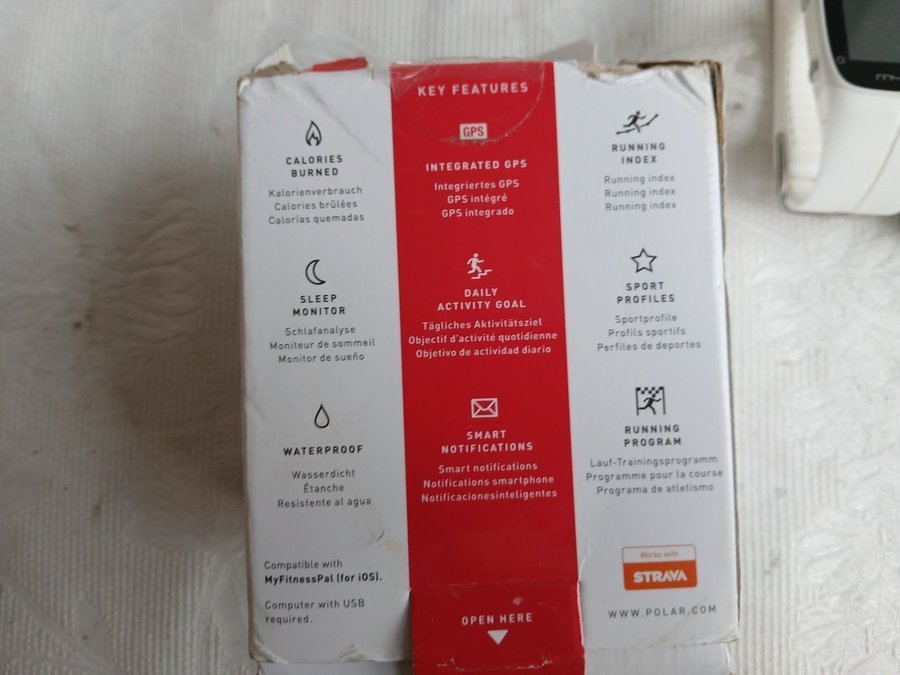 KEY FEATURES
CALORIES
BURNED
Kalorienverbrauch
Calories brûlées
Calorías quemadas
GPS
INTEGRATED GPS
Integriertes GPS
GPS intégré
GPS integrado
RUNNING
INDEX
Running index
Running index
Running index
SLEEP
MONITOR
Schlafanalyse
Moniteur de sommeil
Monitor de sueño
DAILY
ACTIVITY GOAL
Tägliches Aktivitätsziel
Objectif d'activité quotidienne
Objetivo de actividad diario
SPORT
PROFILES
Sportprofile
Profils sportifs
Perfiles de deportes
WATERPROOF
Wasserdicht
Étanche
Resistente al agua
SMART
NOTIFICATIONS
Smart notifications
Notifications smartphone
Notificacionesinteligentes
RUNNING
PROGRAM
Lauf-Trainingsprogramm
Programme pour la course
Programa de atletismo
Compatible with
MyFitnessPal (for iOS).
Computer with USB
required.
OPEN HERE
Works with
STRAVA
WWW.POLAR.COM